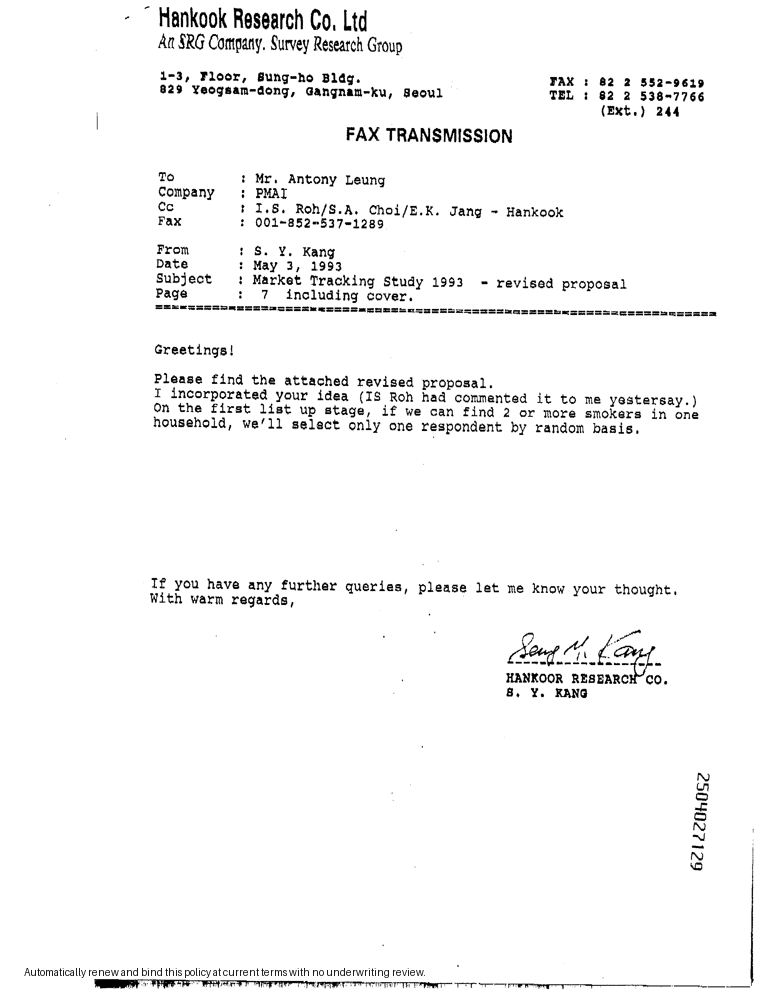 Hankook Research Co. Ltd
An SRG Company. Survey Research Group
1-3, Floor, Sung-ho Bldg.
829 Yeogsam-dong, Gangnam-ku, Seoul
FAX : 82 2 552-9619
TEL : 82 2 538-7766
(Ext.) 244
FAX TRANSMISSION
To : Mr. Antony Leung
Company : PMAI
Cc : I.S. Roh/S.A. Choi/E.K. Jang - Hankook
Fax : 001-852-537-1289
From : S. Y. Kang
Date : May 3, 1993
Subject : Market Tracking Study 1993 - revised proposal
Page : 7 including cover.
Greetings!
Please find the attached revised proposal.
I incorporated your idea (IS Roh had commented it to me yestersay.)
On the first list up stage, if we can find 2 or more smokers in one
household, we'll select only one respondent by random basis.
If you have any further queries, please let me know your thought.
With warm regards,
Seng Y. Kang
HANKOOR RESEARCH CO.
S. Y. KANG
2504027129
Automatically renew and bind this policy at current terms with no underwriting review.